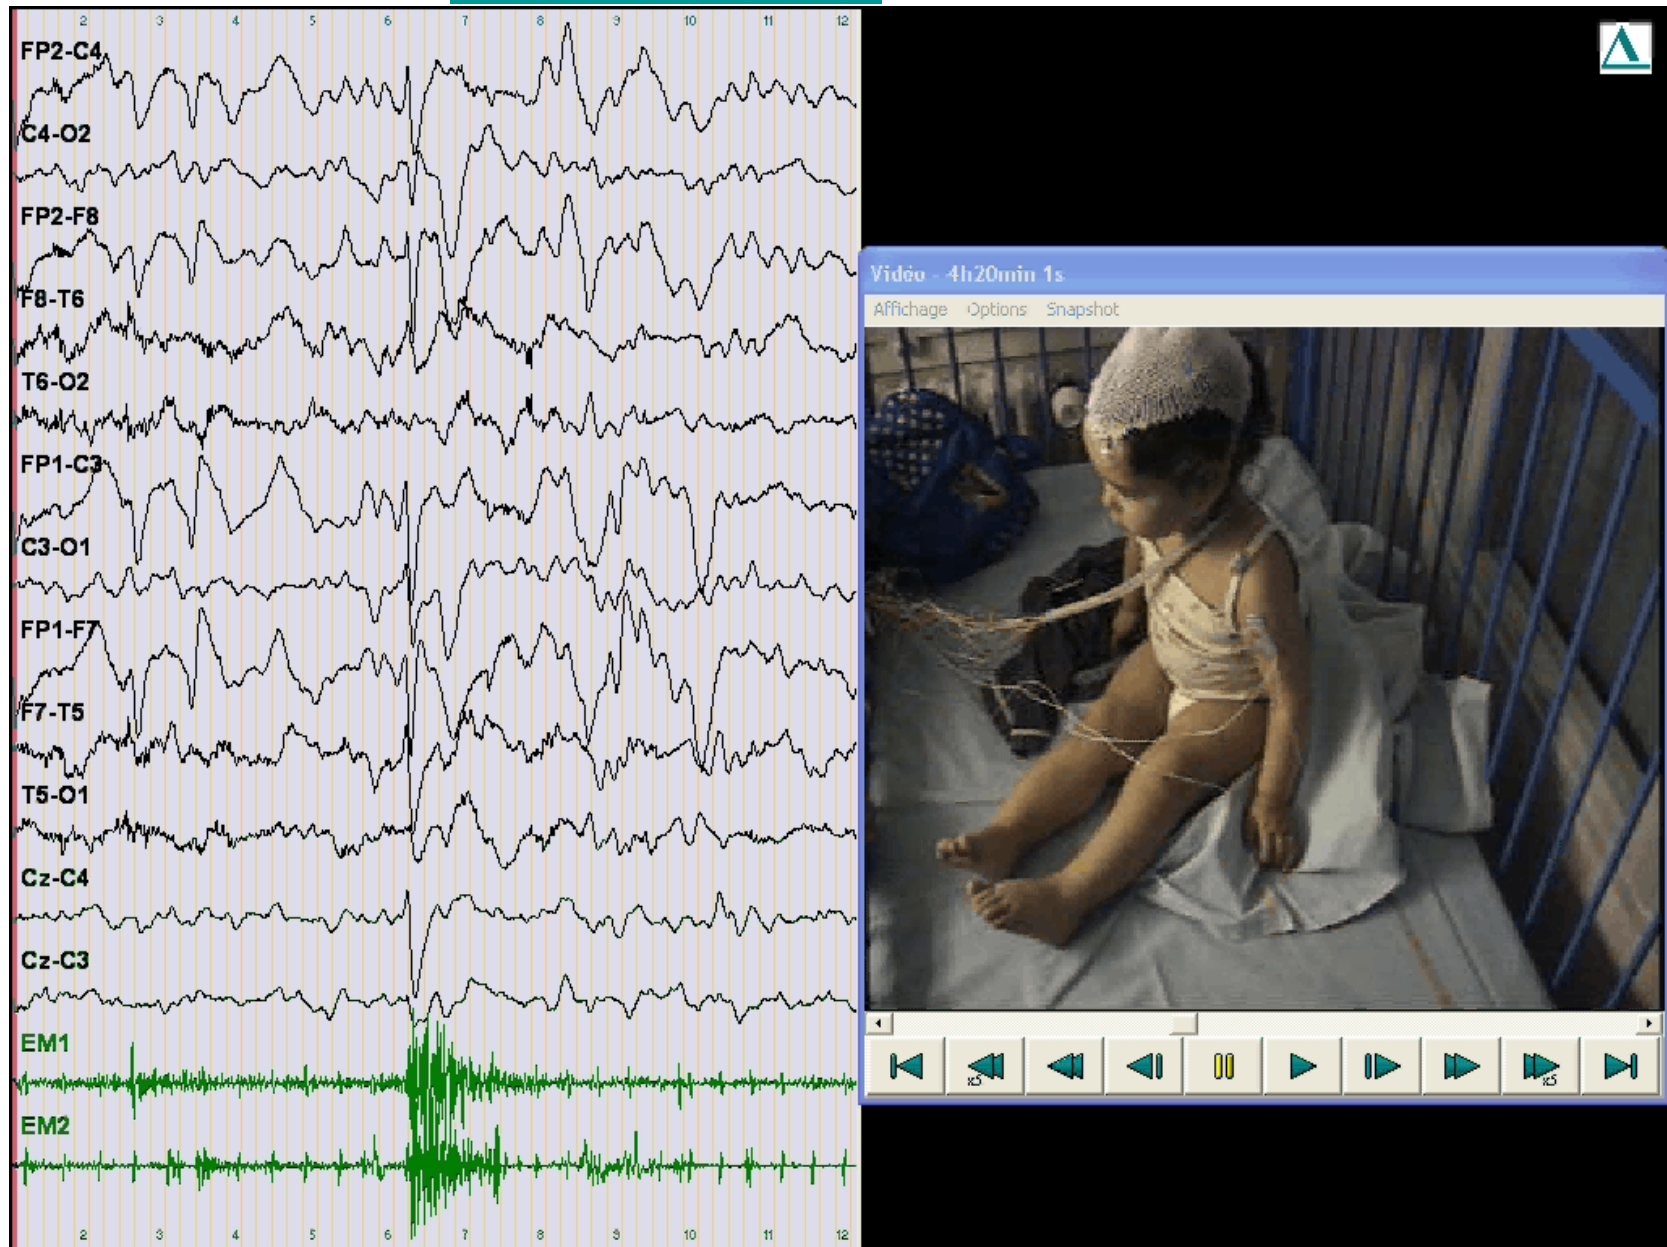 2 3 4 5 6 7 8 9 10 11 12
FP2-C4
C4-O2
FP2-F8
F8-T6
T6-O2
FP1-C3
C3-O1
FP1-F7
F7-T5
T5-O1
Cz-C4
Cz-C3
EM1
EM2
2 3 4 5 6 7 8 9 10 11 12
Vidéo - 4h20min 1s
Affichage Options Snapshot
x5 x5